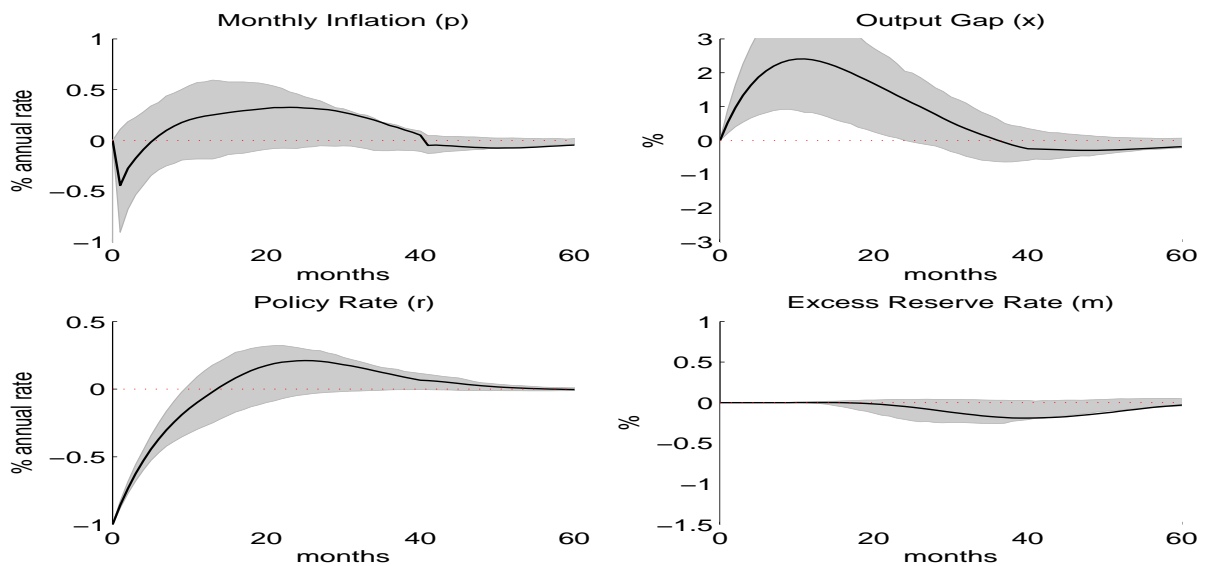 Monthly Inflation (p)
% annual rate
1
0.5
0
−0.5
−1
0 20 40 60
months
Output Gap (x)
%
3
2
1
0
−1
−2
−3
0 20 40 60
months
Policy Rate (r)
% annual rate
0.5
0
−0.5
−1
0 20 40 60
months
Excess Reserve Rate (m)
%
1
0.5
0
−0.5
−1
−1.5
0 20 40 60
months